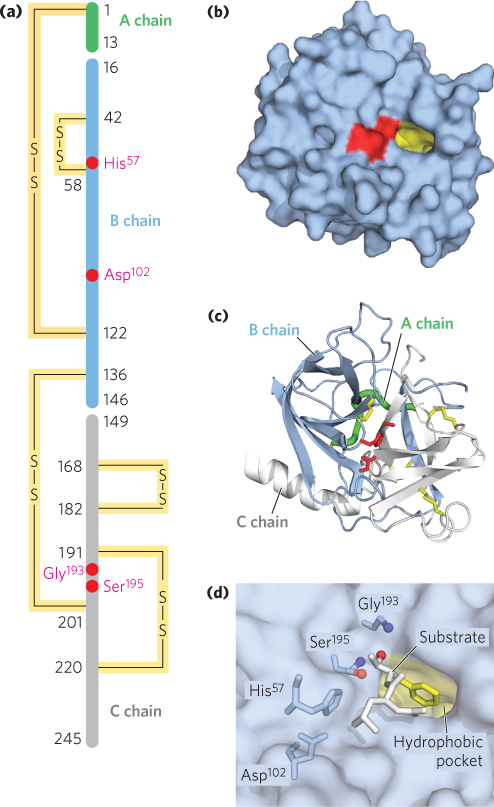 (a)
1
A chain
13
16
42
S
S
His57
58
S
S
B chain
Asp102
122
136
146
149
168
S
S
182
S
S
191
Gly193
Ser195
201
S
S
220
C chain
245
(b)
(c)
B chain
A chain
C chain
(d)
Gly193
Ser195
Substrate
His57
Hydrophobic
pocket
Asp102